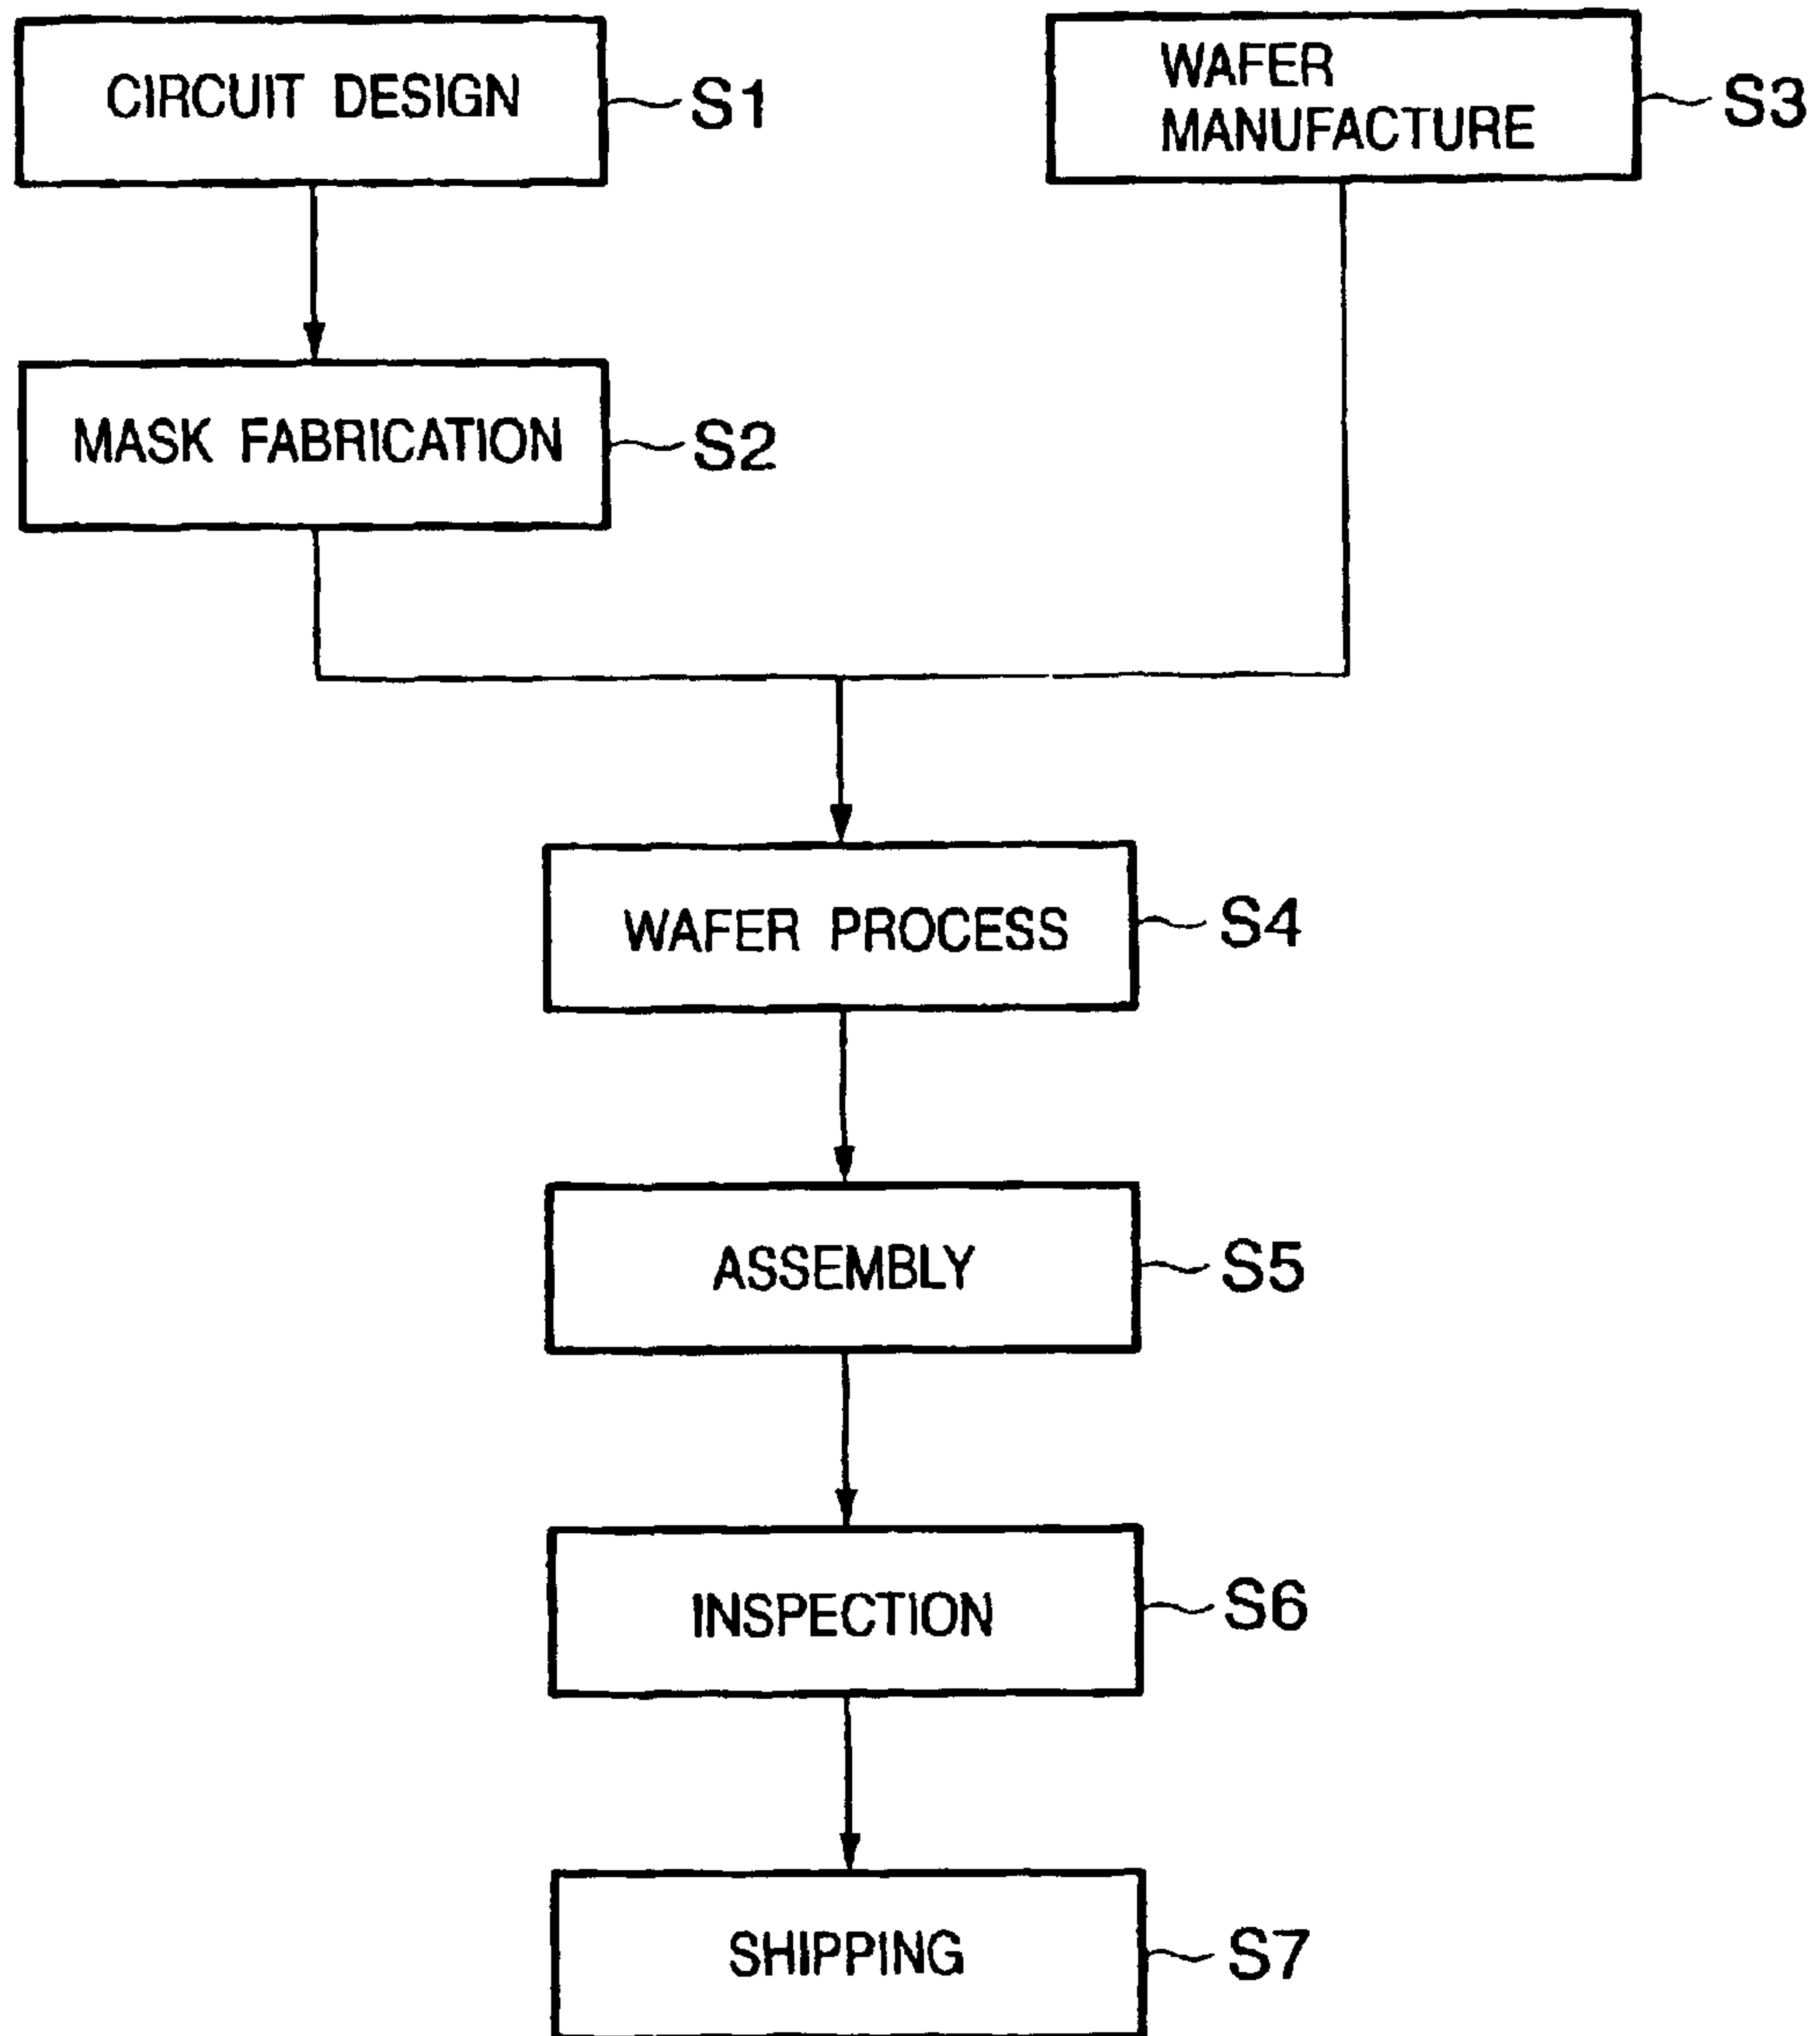 CIRCUIT DESIGN
S1
WAFER
MANUFACTURE
S3
MASK FABRICATION
S2
WAFER PROCESS
S4
ASSEMBLY
S5
INSPECTION
S6
SHIPPING
S7